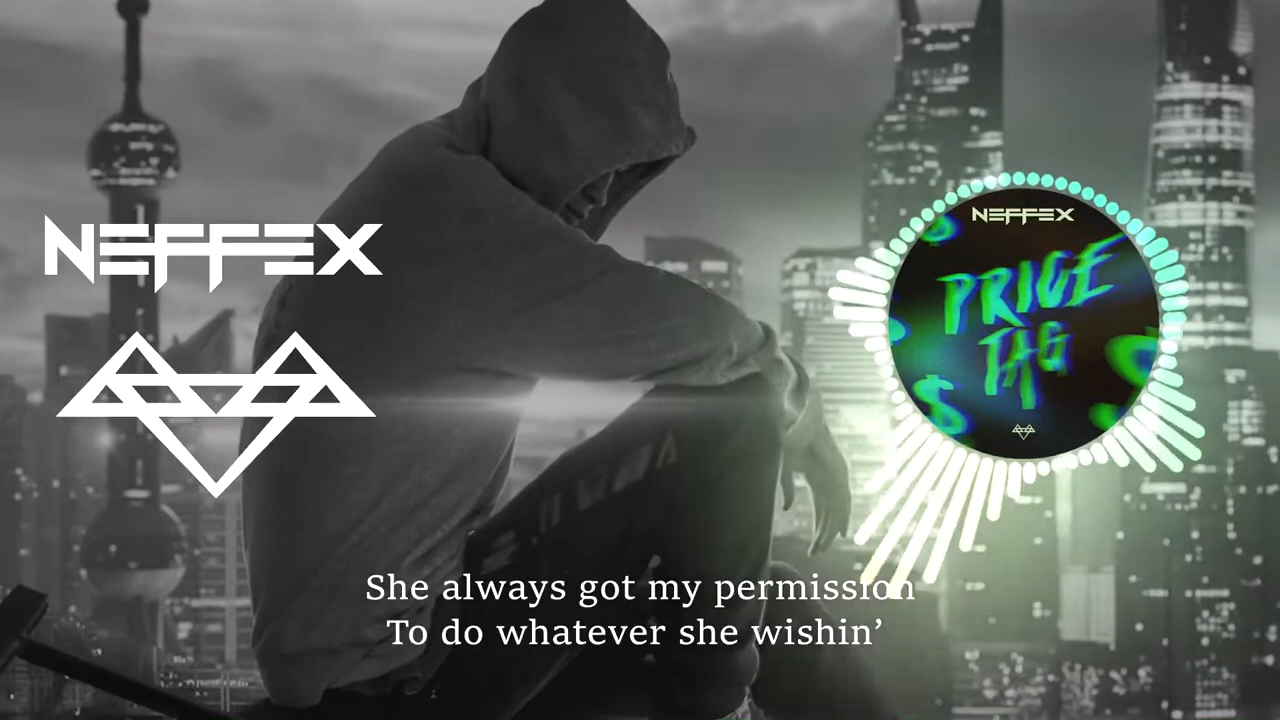 NEFFEX
NEFFEX
PRICE
TAG
She always got my permission
To do whatever she wishin’